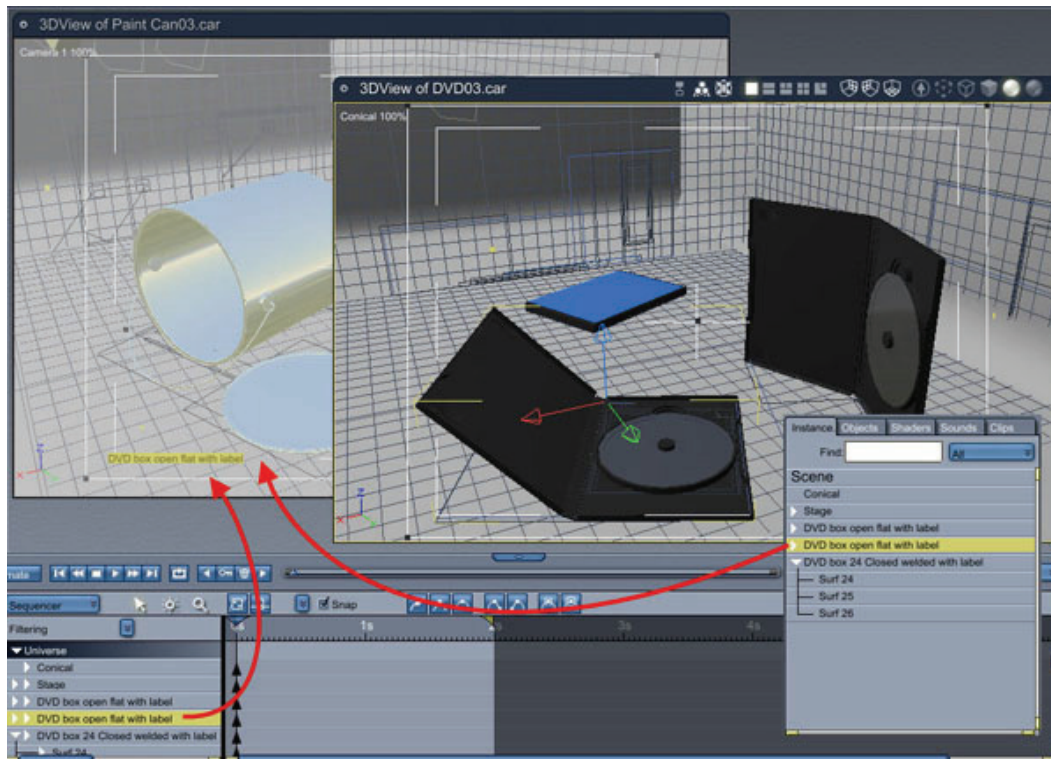 3DView of Paint Can03.car
Camera 1 100%
3DView of DVD03.car
Conical 100%
DVD box open flat with label
Instance
Objects
Shaders
Sounds
Clips
Find:
All
Scene
Conical
Stage
DVD box open flat with label
DVD box open flat with label
DVD box 24 Closed welded with label
Surf 24
Surf 25
Surf 26
Sequencer
Snap
Filtering
1s
3s
4s
Universe
Conical
Stage
DVD box open flat with label
DVD box open flat with label
DVD box 24 Closed welded with label
Surf 24